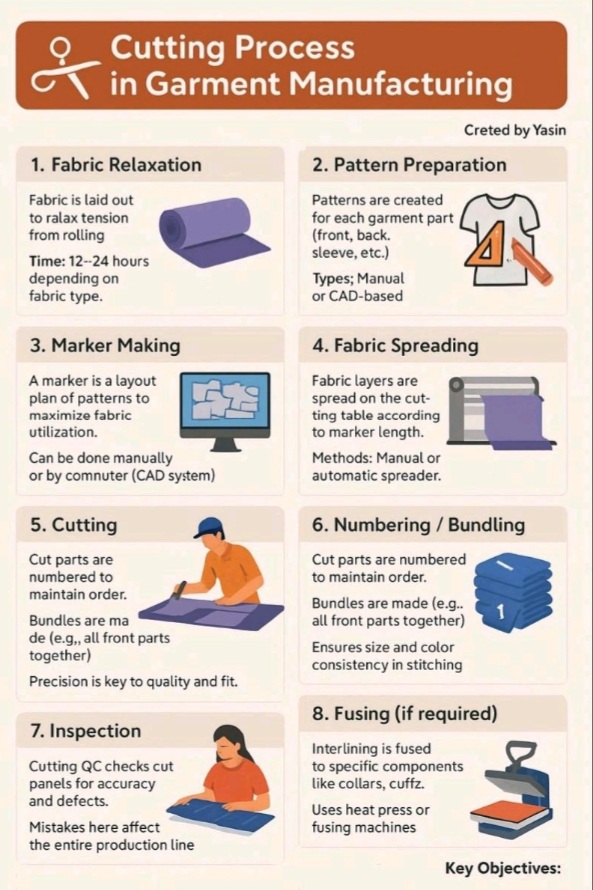 Cutting Process
in Garment Manufacturing
Creted by Yasin
1. Fabric Relaxation
Fabric is laid out
to ralax tension
from rolling
Time: 12--24 hours
depending on
fabric type.
2. Pattern Preparation
Patterns are created
for each garment part
(front, back.
sleeve, etc.)
Types; Manual
or CAD-based
3. Marker Making
A marker is a layout
plan of patterns to
maximize fabric
utilization.
Can be done manually
or by commuter (CAD system)
4. Fabric Spreading
Fabric layers are
spread on the cut-
ting table according
to marker length.
Methods: Manual or
automatic spreader.
5. Cutting
Cut parts are
numbered to
maintain order.
Bundles are ma
de (e.g,, all front parts
together)
Precision is key to quality and fit.
6. Numbering / Bundling
Cut parts are numbered
to maintain order.
Bundles are made (e.g..
all front parts together)
Ensures size and color
consistency in stitching
1
7. Inspection
Cutting QC checks cut
panels for accuracy
and defects.
Mistakes here affect
the entire production line
8. Fusing (if required)
Interlining is fused
to specific components
like collars, cuffz.
Uses heat press or
fusing machines
Key Objectives: